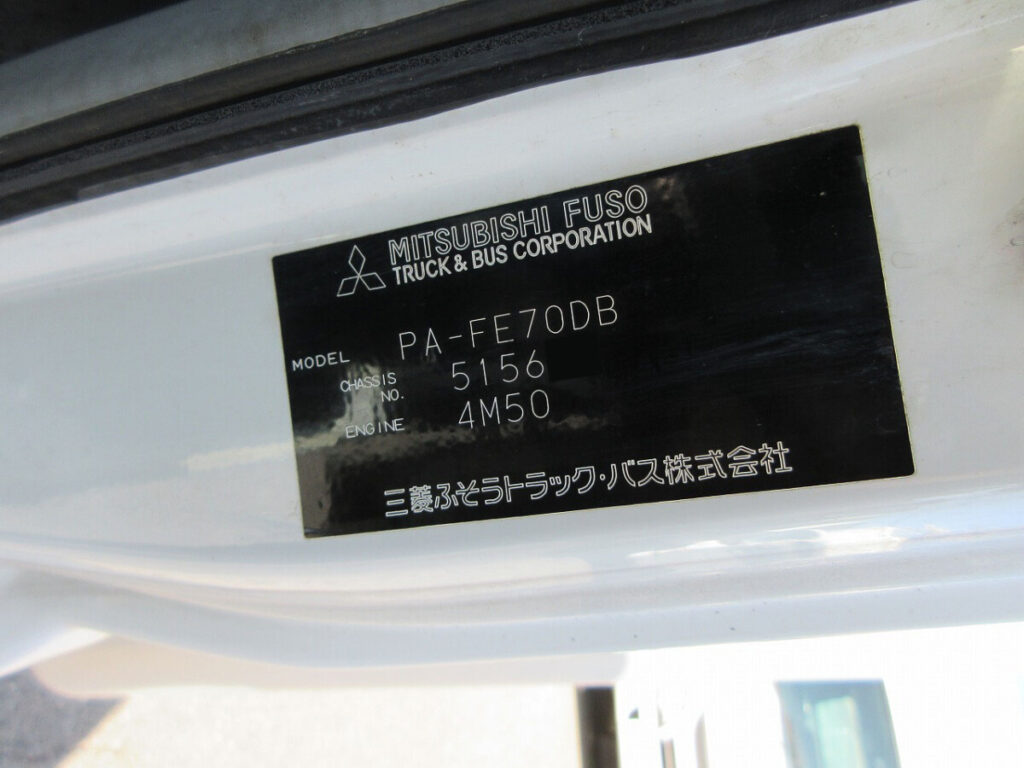 MITSUBISHI FUSO
TRUCK & BUS CORPORATION
MODEL PA-FE70DB
CHASSIS NO. 5156
ENGINE 4M50
三菱ふそうトラック・バス株式会社